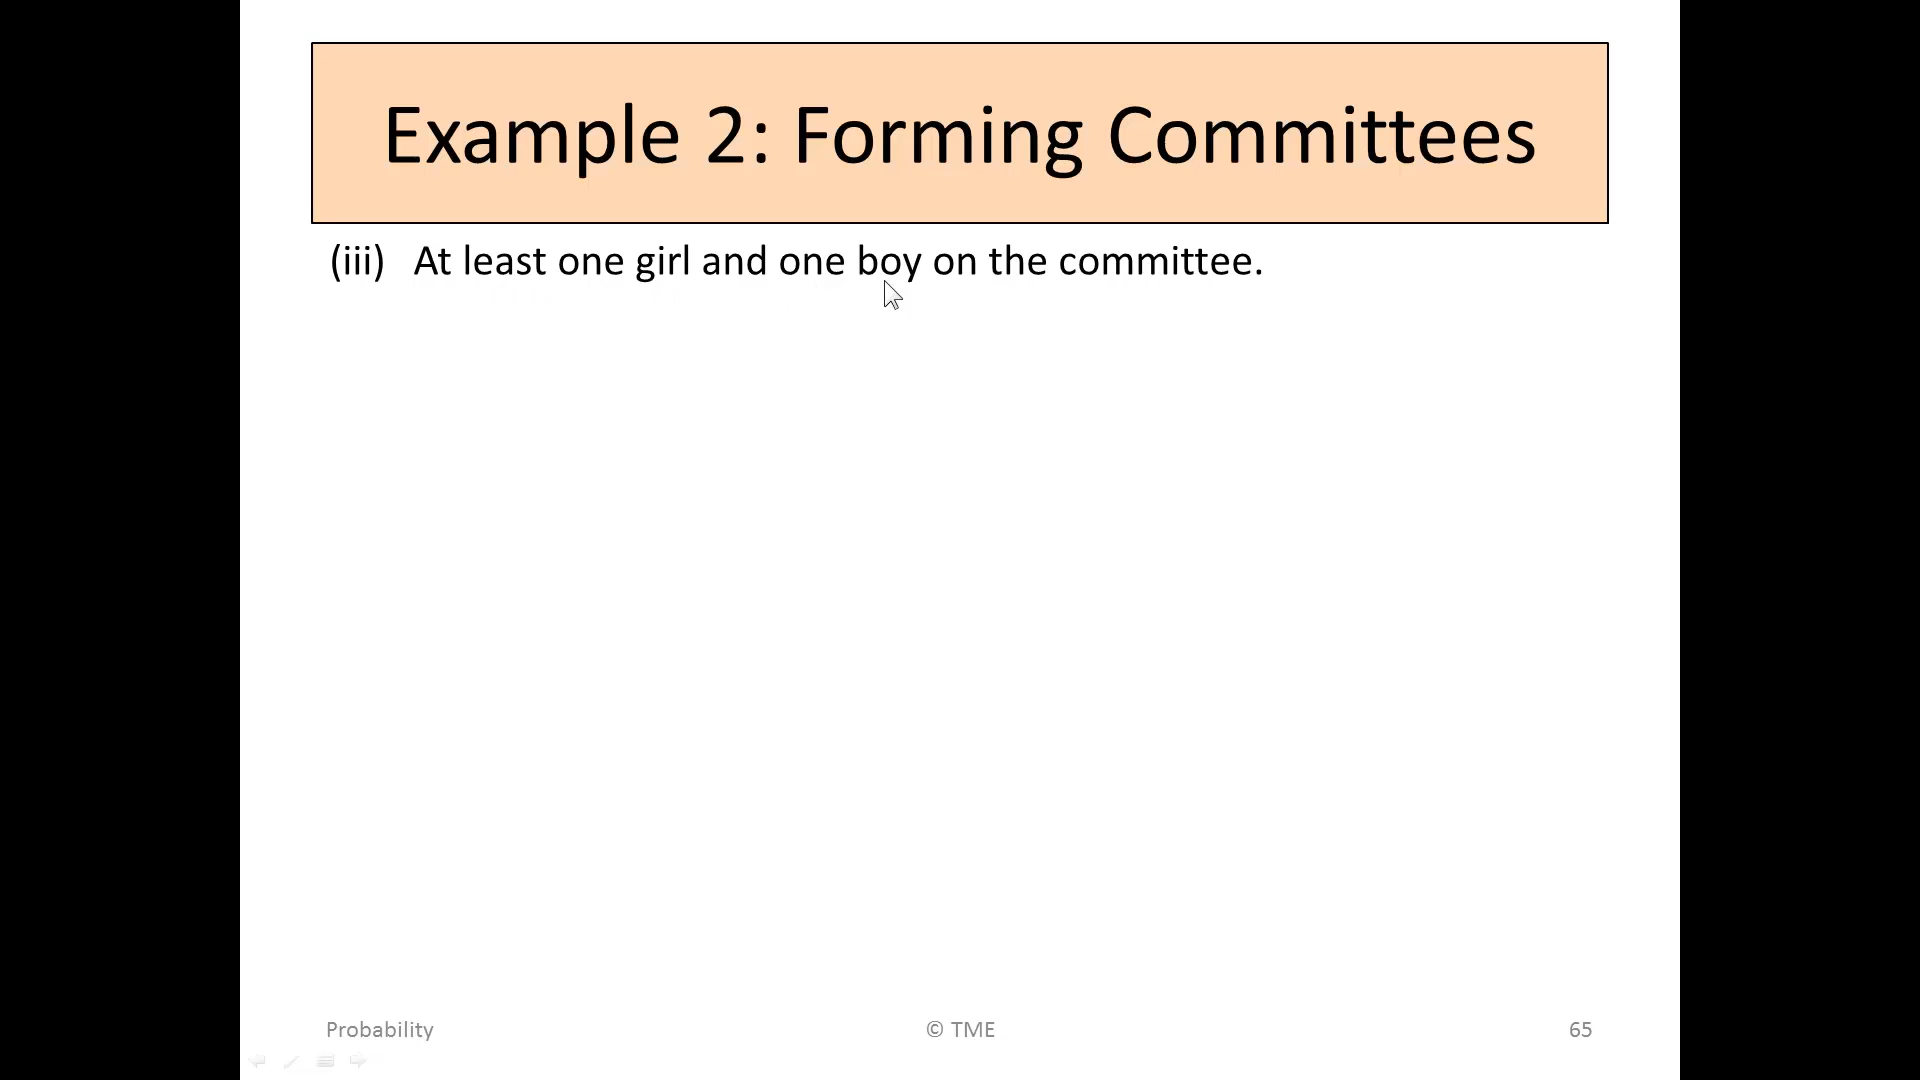 Example 2: Forming Committees
(iii) At least one girl and one boy on the committee.
Probability © TME 65